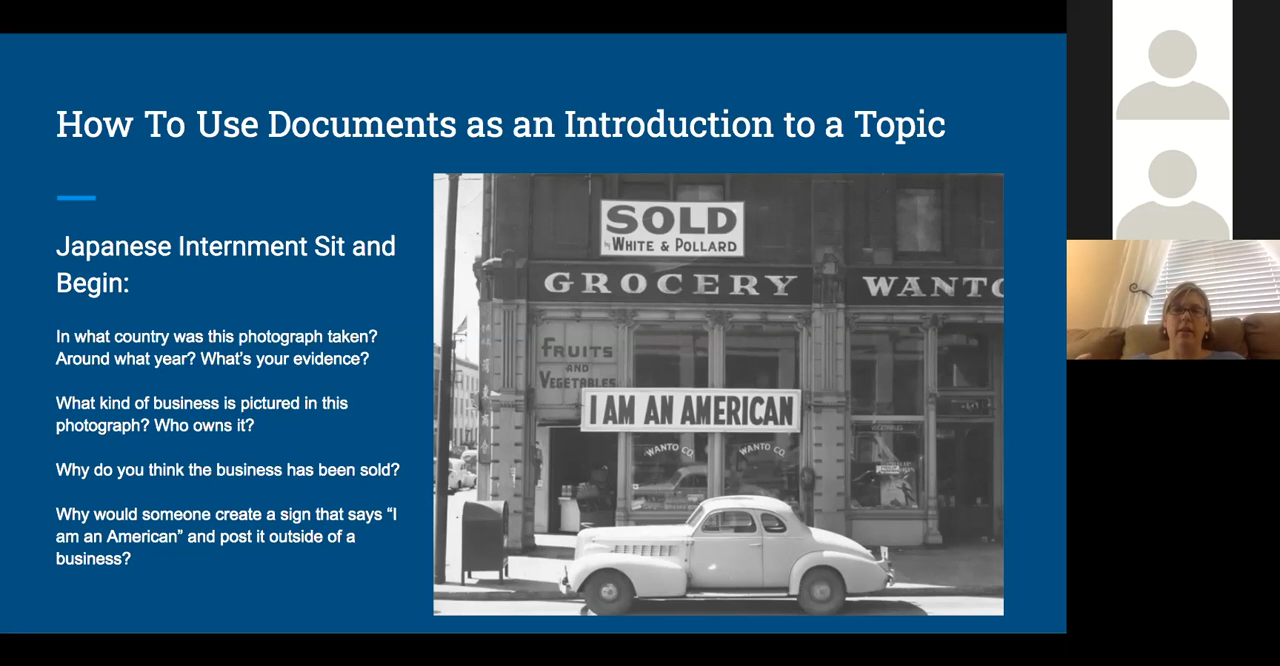 How To Use Documents as an Introduction to a Topic
Japanese Internment Sit and
Begin:
In what country was this photograph taken?
Around what year? What's your evidence?
What kind of business is pictured in this
photograph? Who owns it?
Why do you think the business has been sold?
Why would someone create a sign that says “I
am an American” and post it outside of a
business?
SOLD
by WHITE & POLLARD
GROCERY
WANTO
FRUITS
AND
VEGETABLES
I AM AN AMERICAN
WANTO CO.
WANTO CO.
VEGETABLES